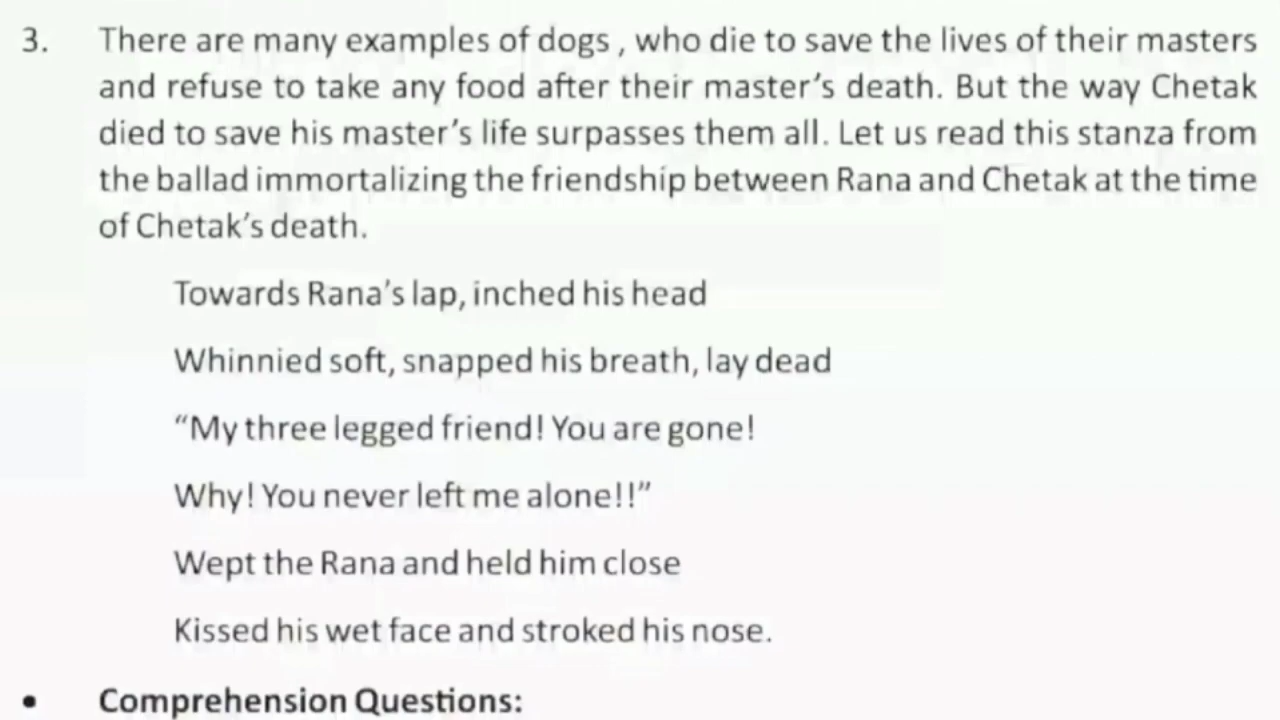 3. There are many examples of dogs , who die to save the lives of their masters
and refuse to take any food after their master's death. But the way Chetak
died to save his master's life surpasses them all. Let us read this stanza from
the ballad immortalizing the friendship between Rana and Chetak at the time
of Chetak's death.
Towards Rana's lap, inched his head
Whinnied soft, snapped his breath, lay dead
“My three legged friend! You are gone!
Why! You never left me alone!!”
Wept the Rana and held him close
Kissed his wet face and stroked his nose.
• Comprehension Questions: